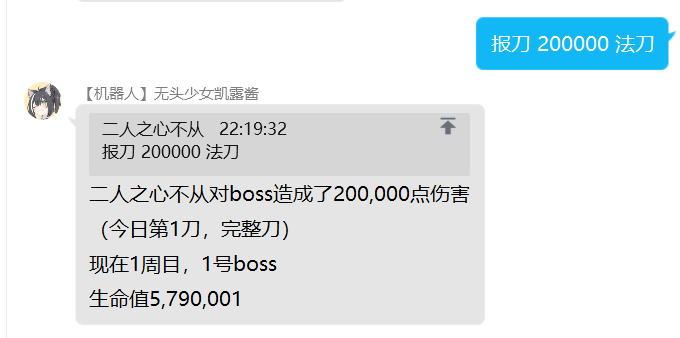 报刀 200000 法刀
【机器人】无头少女凯露酱
二人之心不从 22:19:32
报刀 200000 法刀
二人之心不从对boss造成了200,000点伤害
（今日第1刀，完整刀）
现在1周目，1号boss
生命值5,790,001